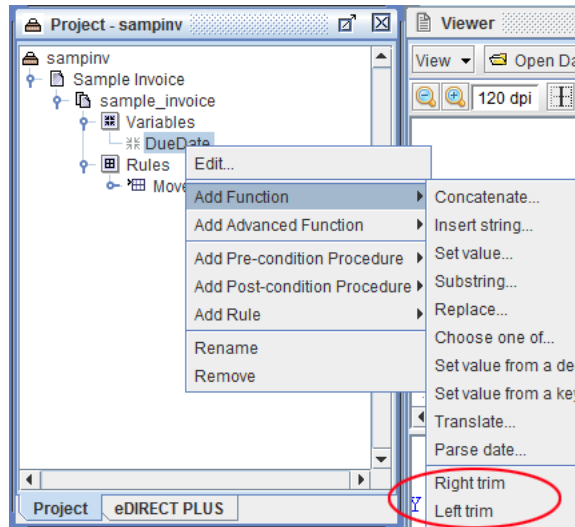 Project - sampinv
Viewer
View
Open Da
120 dpi
sampinv
Sample Invoice
sample_invoice
Variables
DueDate
Rules
Move
Edit...
Add Function
Add Advanced Function
Add Pre-condition Procedure
Add Post-condition Procedure
Add Rule
Rename
Remove
Concatenate...
Insert string...
Set value...
Substring...
Replace...
Choose one of...
Set value from a de
Set value from a key
Translate...
Parse date...
Right trim
Left trim
Project
eDIRECT PLUS